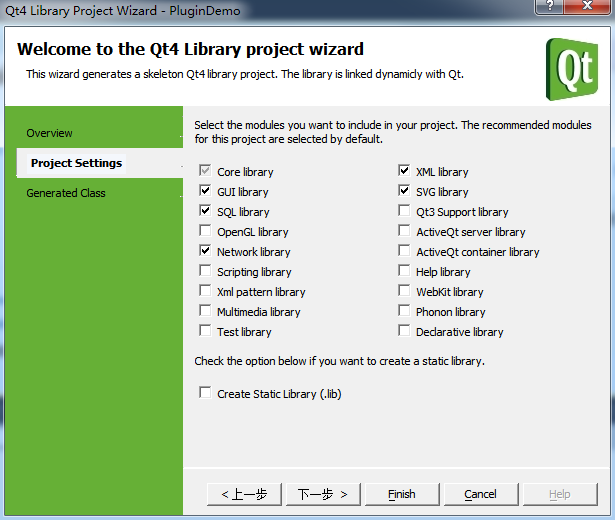 Qt4 Library Project Wizard - PluginDemo
?
Welcome to the Qt4 Library project wizard
This wizard generates a skeleton Qt4 library project. The library is linked dynamicly with Qt.
Qt
Overview
Project Settings
Generated Class
Select the modules you want to include in your project. The recommended modules
for this project are selected by default.
Core library
GUI library
SQL library
OpenGL library
Network library
Scripting library
Xml pattern library
Multimedia library
Test library
XML library
SVG library
Qt3 Support library
ActiveQt server library
ActiveQt container library
Help library
WebKit library
Phonon library
Declarative library
Check the option below if you want to create a static library.
Create Static Library (.lib)
< 上一步
下一步 >
Finish
Cancel
Help